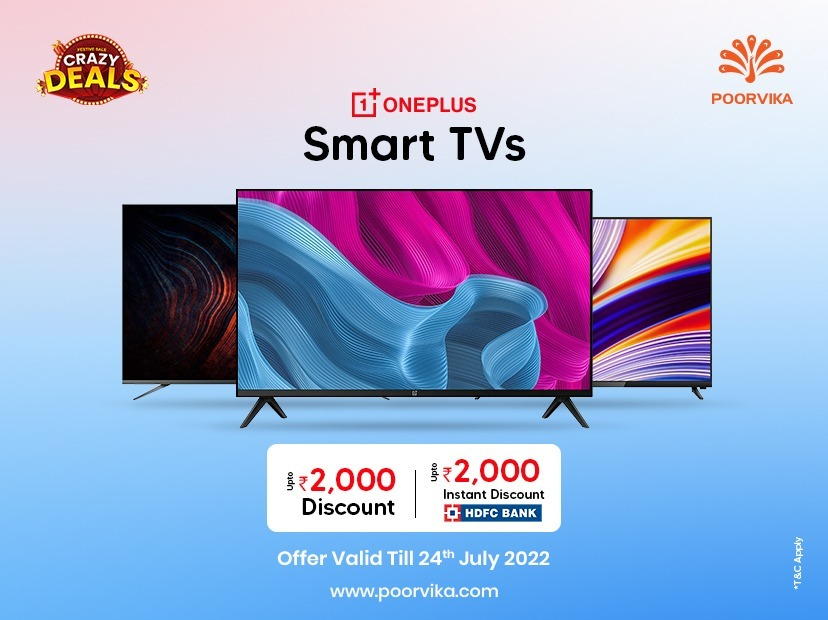 FESTIVE SALE
CRAZY
DEALS
POORVIKA
1+ ONEPLUS
Smart TVs
Upto ₹2,000
Discount
Upto ₹2,000
Instant Discount
HDFC BANK
Offer Valid Till 24th July 2022
www.poorvika.com
*T&C Apply